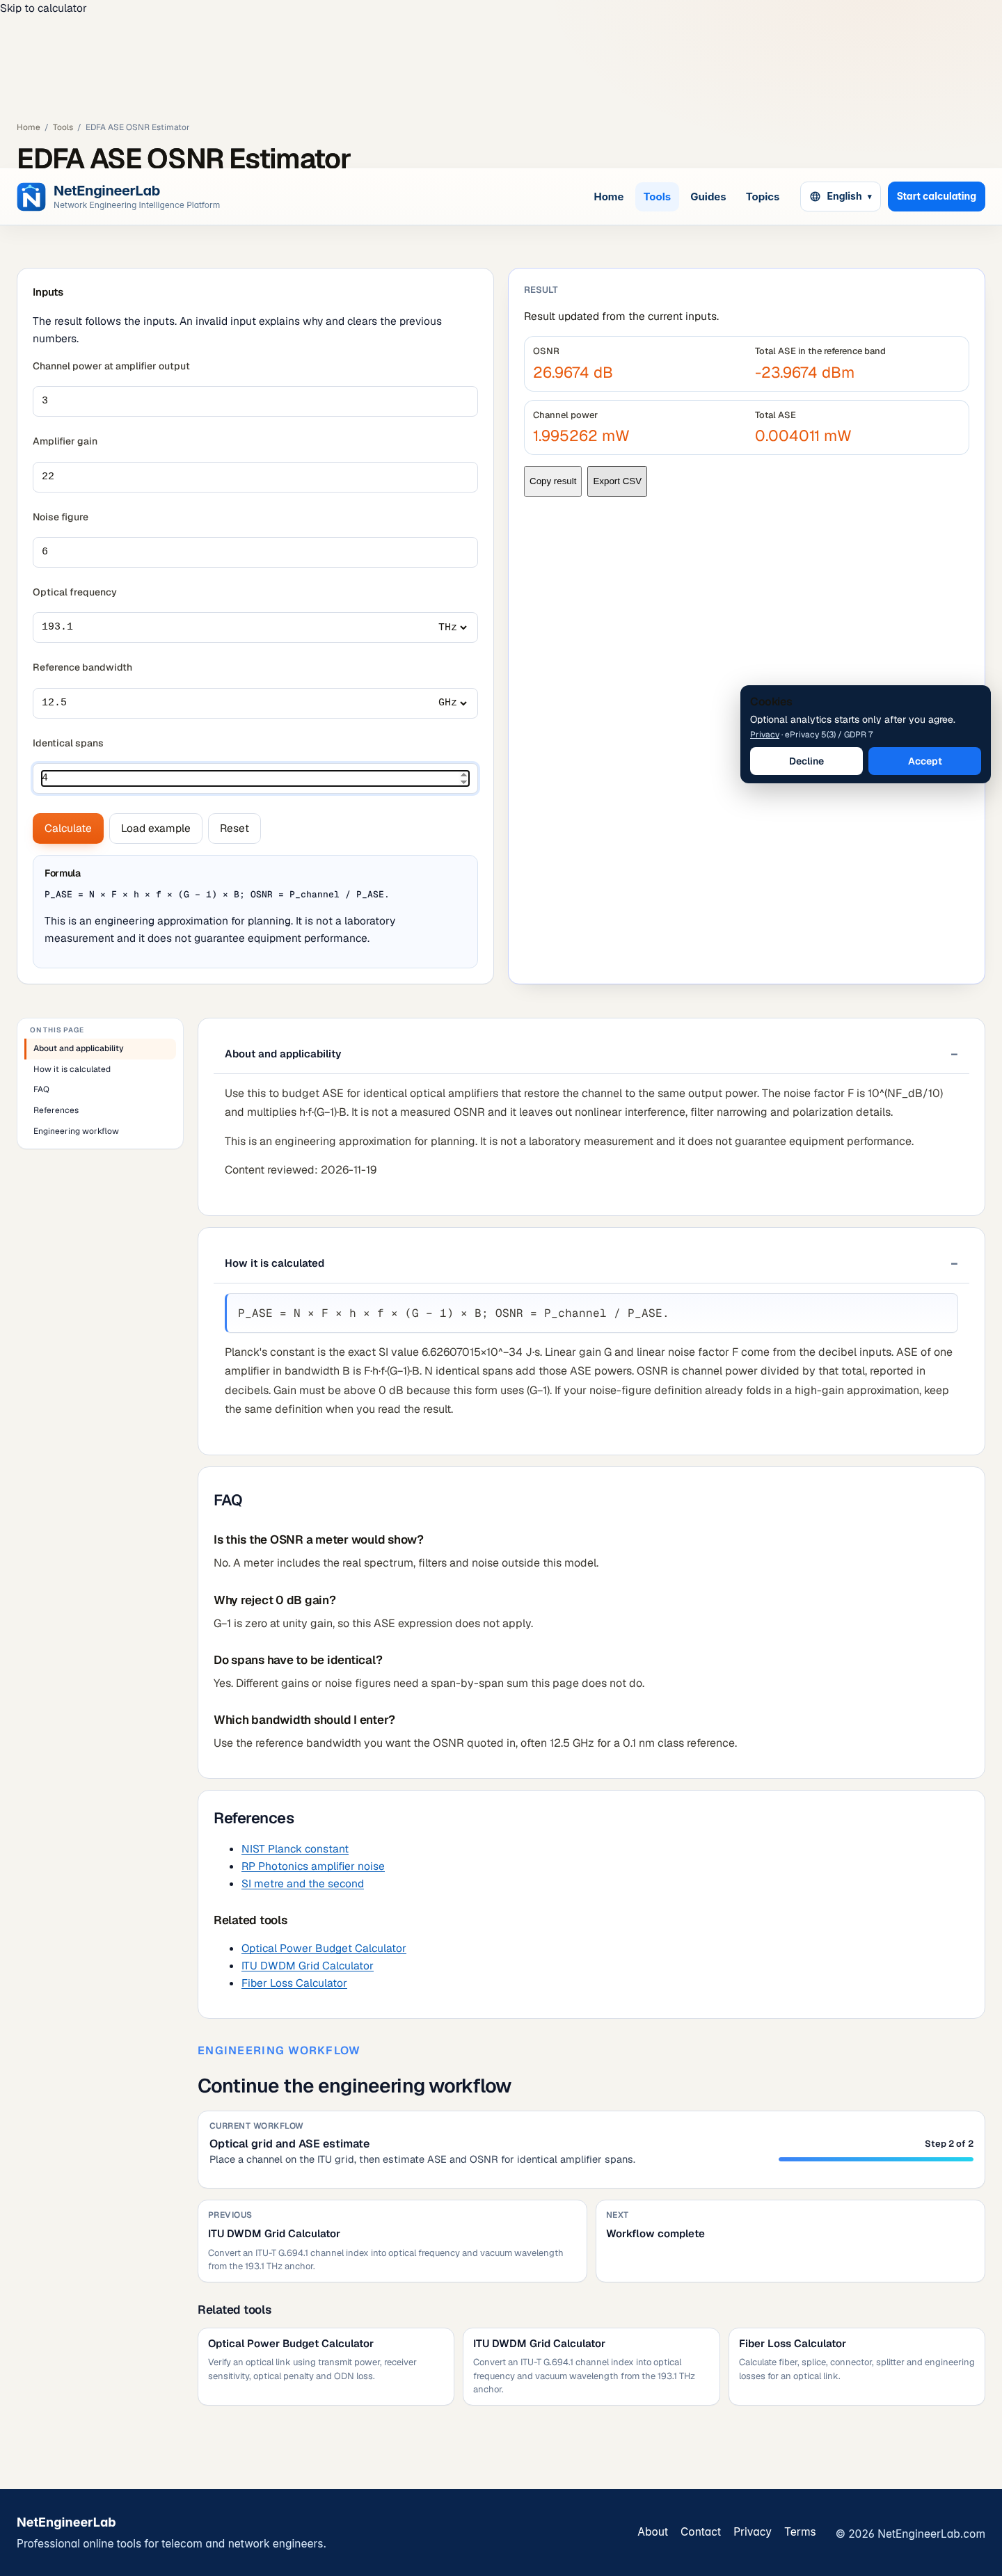 Skip to calculator
Home / Tools / EDFA ASE OSNR Estimator
EDFA ASE OSNR Estimator
NetEngineerLab
Network Engineering Intelligence Platform
Home
Tools
Guides
Topics
English ▾
Start calculating
Inputs
The result follows the inputs. An invalid input explains why and clears the previous
numbers.
Channel power at amplifier output
3
Amplifier gain
22
Noise figure
6
Optical frequency
193.1
THz
Reference bandwidth
12.5
GHz
Identical spans
4
Calculate
Load example
Reset
Formula
P_ASE = N × F × h × f × (G − 1) × B; OSNR = P_channel / P_ASE.
This is an engineering approximation for planning. It is not a laboratory
measurement and it does not guarantee equipment performance.
RESULT
Result updated from the current inputs.
OSNR
26.9674 dB
Total ASE in the reference band
-23.9674 dBm
Channel power
1.995262 mW
Total ASE
0.004011 mW
Copy result
Export CSV
Cookies
Optional analytics starts only after you agree.
Privacy · ePrivacy 5(3) / GDPR 7
Decline
Accept
ON THIS PAGE
About and applicability
How it is calculated
FAQ
References
Engineering workflow
About and applicability
−
Use this to budget ASE for identical optical amplifiers that restore the channel to the same output power. The noise factor F is 10^(NF_dB/10)
and multiplies h·f·(G−1)·B. It is not a measured OSNR and it leaves out nonlinear interference, filter narrowing and polarization details.
This is an engineering approximation for planning. It is not a laboratory measurement and it does not guarantee equipment performance.
Content reviewed: 2026-11-19
How it is calculated
−
P_ASE = N × F × h × f × (G − 1) × B; OSNR = P_channel / P_ASE.
Planck's constant is the exact SI value 6.62607015×10^−34 J·s. Linear gain G and linear noise factor F come from the decibel inputs. ASE of one
amplifier in bandwidth B is F·h·f·(G−1)·B. N identical spans add those ASE powers. OSNR is channel power divided by that total, reported in
decibels. Gain must be above 0 dB because this form uses (G−1). If your noise-figure definition already folds in a high-gain approximation, keep
the same definition when you read the result.
FAQ
Is this the OSNR a meter would show?
No. A meter includes the real spectrum, filters and noise outside this model.
Why reject 0 dB gain?
G−1 is zero at unity gain, so this ASE expression does not apply.
Do spans have to be identical?
Yes. Different gains or noise figures need a span-by-span sum this page does not do.
Which bandwidth should I enter?
Use the reference bandwidth you want the OSNR quoted in, often 12.5 GHz for a 0.1 nm class reference.
References
NIST Planck constant
RP Photonics amplifier noise
SI metre and the second
Related tools
Optical Power Budget Calculator
ITU DWDM Grid Calculator
Fiber Loss Calculator
ENGINEERING WORKFLOW
Continue the engineering workflow
CURRENT WORKFLOW
Optical grid and ASE estimate
Place a channel on the ITU grid, then estimate ASE and OSNR for identical amplifier spans.
Step 2 of 2
PREVIOUS
ITU DWDM Grid Calculator
Convert an ITU-T G.694.1 channel index into optical frequency and vacuum wavelength
from the 193.1 THz anchor.
NEXT
Workflow complete
Related tools
Optical Power Budget Calculator
Verify an optical link using transmit power, receiver
sensitivity, optical penalty and ODN loss.
ITU DWDM Grid Calculator
Convert an ITU-T G.694.1 channel index into optical
frequency and vacuum wavelength from the 193.1 THz
anchor.
Fiber Loss Calculator
Calculate fiber, splice, connector, splitter and engineering
losses for an optical link.
NetEngineerLab
Professional online tools for telecom and network engineers.
About
Contact
Privacy
Terms
© 2026 NetEngineerLab.com